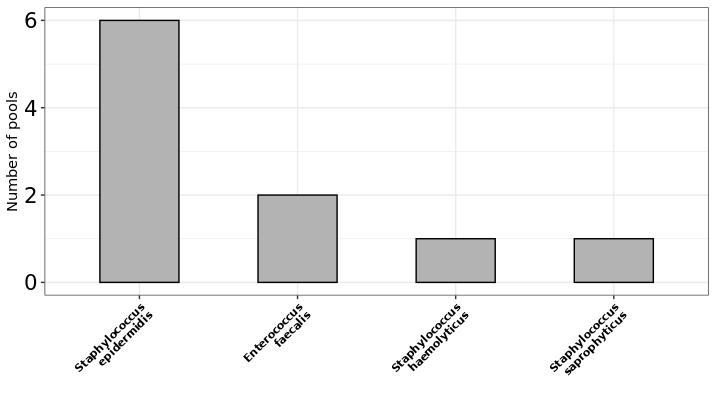 Number of pools
6
4
2
0
Staphylococcus
epidermidis
Enterococcus
faecalis
Staphylococcus
haemolyticus
Staphylococcus
saprophyticus